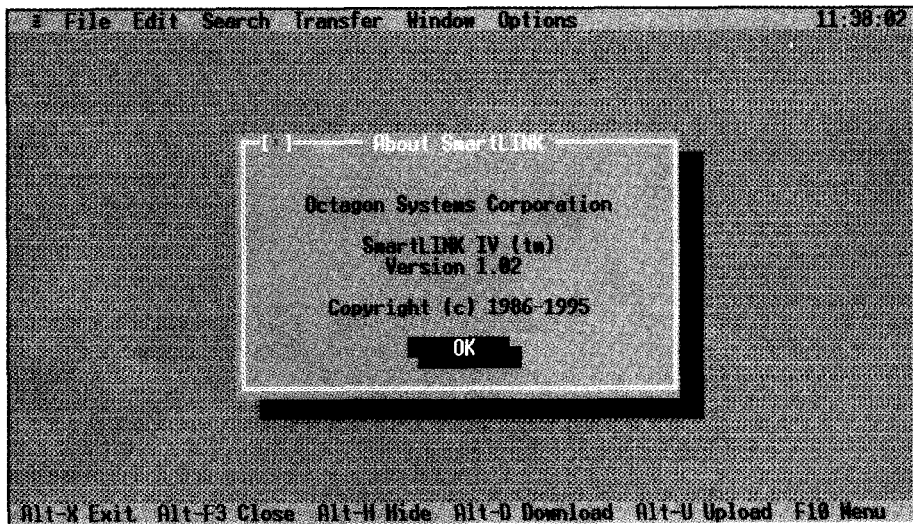 ≡ File Edit Search Transfer Window Options 11:38:02
[ ] About SmartLINK
Octagon Systems Corporation
SmartLINK IV (tm)
Version 1.02
Copyright (c) 1986-1995
OK
Alt-X Exit Alt-F3 Close Alt-H Hide Alt-D Download Alt-U Upload F10 Menu